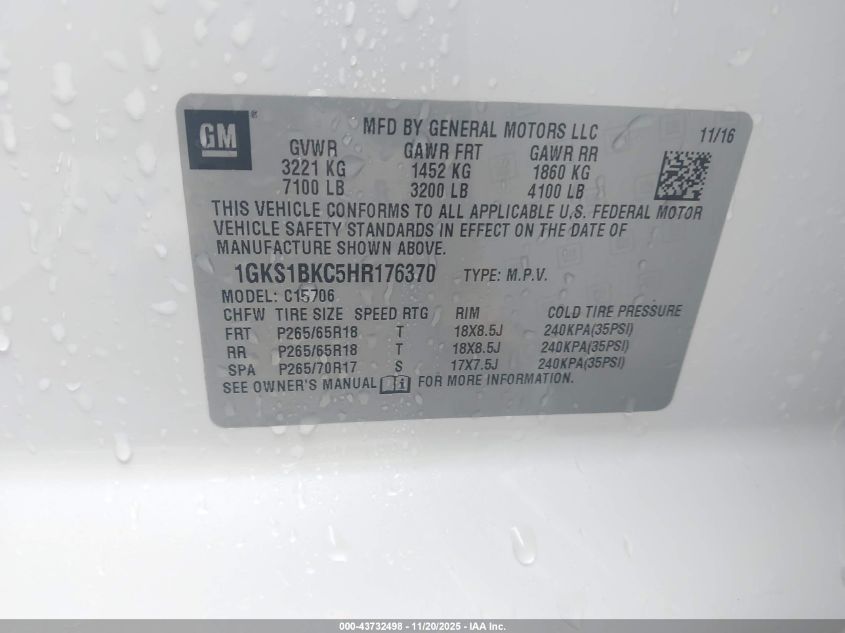 GM ®
MFD BY GENERAL MOTORS LLC 11/16
GVWR GAWR FRT GAWR RR
3221 KG 1452 KG 1860 KG
7100 LB 3200 LB 4100 LB
THIS VEHICLE CONFORMS TO ALL APPLICABLE U.S. FEDERAL MOTOR
VEHICLE SAFETY STANDARDS IN EFFECT ON THE DATE OF
MANUFACTURE SHOWN ABOVE.
1GKS1BKC5HR176370 TYPE: M.P.V.
MODEL: C15706
CHFW TIRE SIZE SPEED RTG RIM COLD TIRE PRESSURE
FRT P265/65R18 T 18X8.5J 240KPA(35PSI)
RR P265/65R18 T 18X8.5J 240KPA(35PSI)
SPA P265/70R17 S 17X7.5J 240KPA(35PSI)
SEE OWNER'S MANUAL FOR MORE INFORMATION.
000-43732498 - 11/20/2025 - IAA Inc.